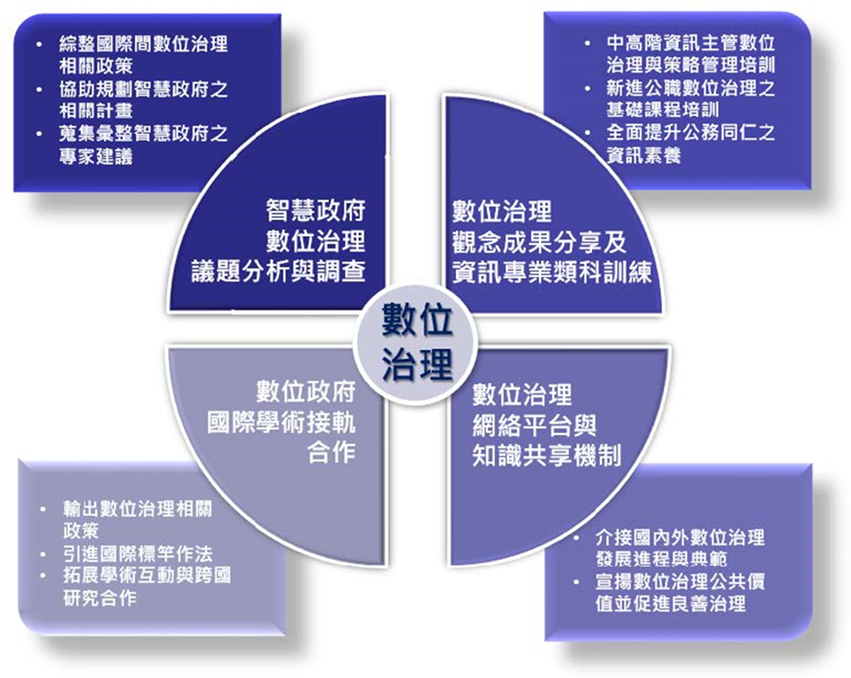 • 綜整國際間數位治理
相關政策
• 協助規劃智慧政府之
相關計畫
• 蒐集彙整智慧政府之
專家建議
• 中高階資訊主管數位
治理與策略管理培訓
• 新進公職數位治理之
基礎課程培訓
• 全面提升公務同仁之
資訊素養
智慧政府
數位治理
議題分析與調查
數位治理
觀念成果分享及
資訊專業類科訓練
數位
治理
數位政府
國際學術接軌
合作
數位治理
網絡平台與
知識共享機制
• 輸出數位治理相關
政策
• 引進國際標竿作法
• 拓展學術互動與跨國
研究合作
• 介接國內外數位治理
發展進程與典範
• 宣揚數位治理公共價
值並促進良善治理